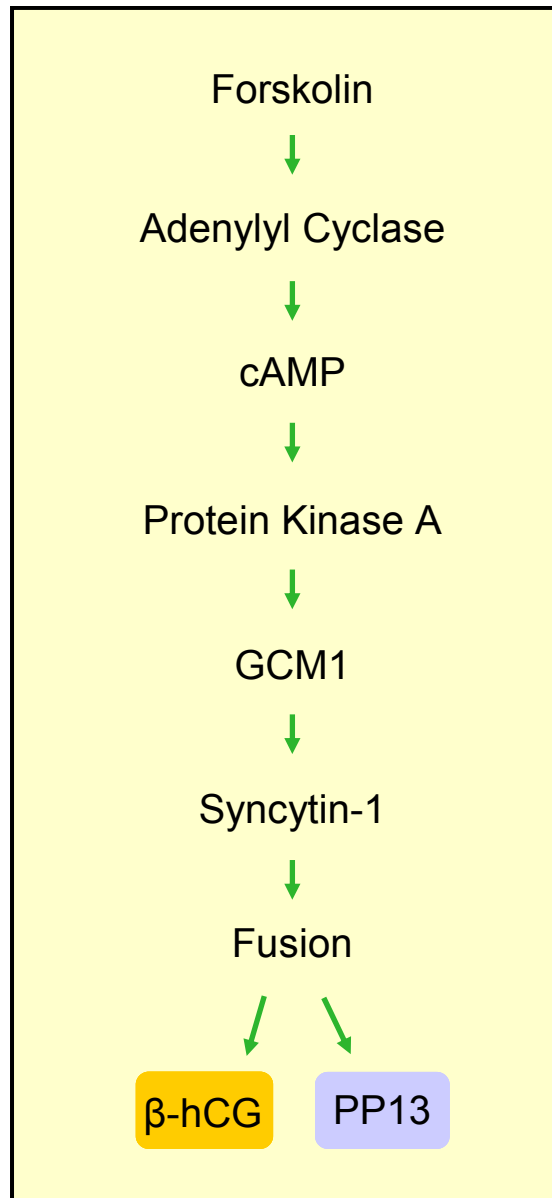 Forskolin
Adenylyl Cyclase
cAMP
Protein Kinase A
GCM1
Syncytin-1
Fusion
β-hCG PP13